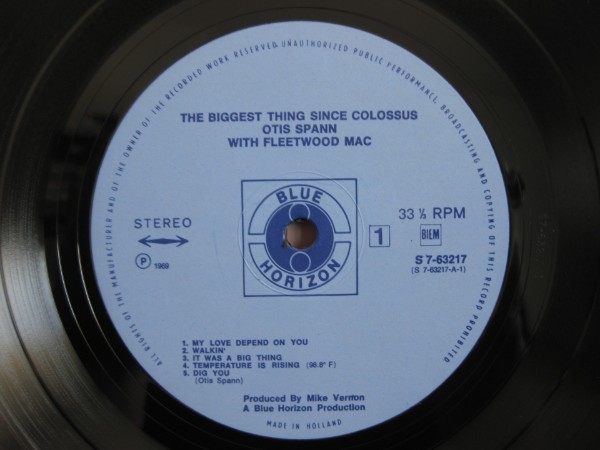 ALL RIGHTS OF THE MANUFACTURER AND OF THE OWNER OF THE RECORDED WORK RESERVED. UNAUTHORIZED PUBLIC PERFORMANCE, BROADCASTING AND COPYING OF THIS RECORD PROHIBITED
THE BIGGEST THING SINCE COLOSSUS
OTIS SPANN
WITH FLEETWOOD MAC
BLUE
HORIZON
STEREO
P 1969
1
33 ⅓ RPM
BIEM
S 7-63217
(S 7-63217-A-1)
1. MY LOVE DEPEND ON YOU
2. WALKIN'
3. IT WAS A BIG THING
4. TEMPERATURE IS RISING (98.8° F)
5. DIG YOU
(Otis Spann)
Produced By Mike Vernon
A Blue Horizon Production
MADE IN HOLLAND